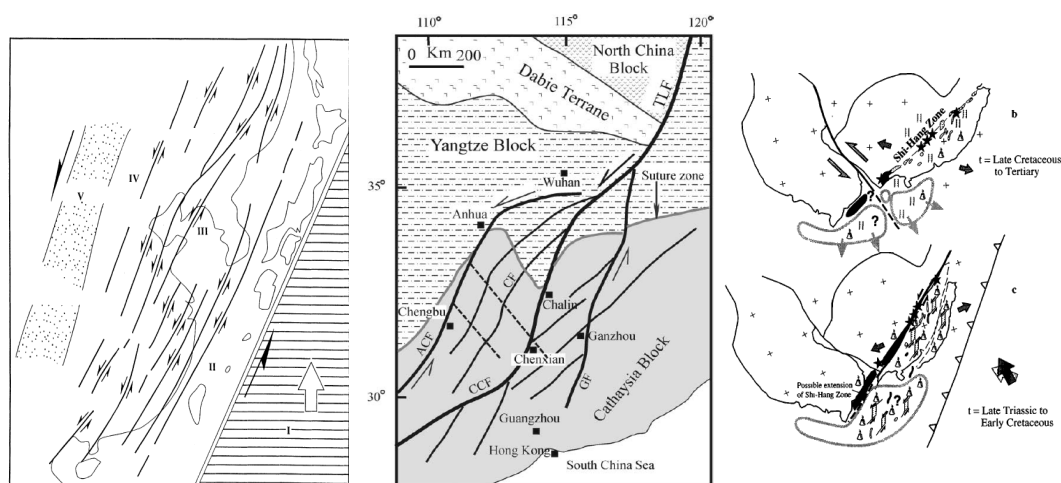 IV
V
III
II
I
110°
115°
120°
0 Km 200
North China
Block
Dabie Terrane
TLF
Yangtze Block
Wuhan
Suture zone
35°
Anhua
CF
Chalin
Chengbu
Ganzhou
ACF
Chenxian
CCF
GF
Cathaysia Block
30°
Guangzhou
Hong Kong
South China Sea
b
Shi-Hang Zone
t = Late Cretaceous
to Tertiary
?
?
c
Possible extension
of Shi-Hang Zone
?
t = Late Triassic to
Early Cretaceous